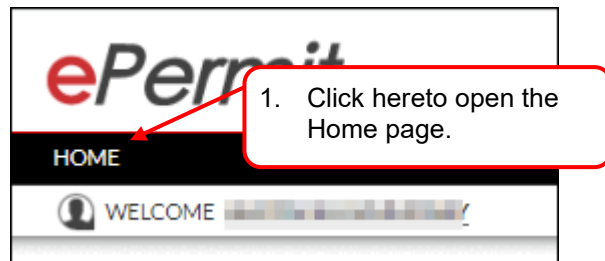 ePermit
1. Click hereto open the
Home page.
HOME
WELCOME